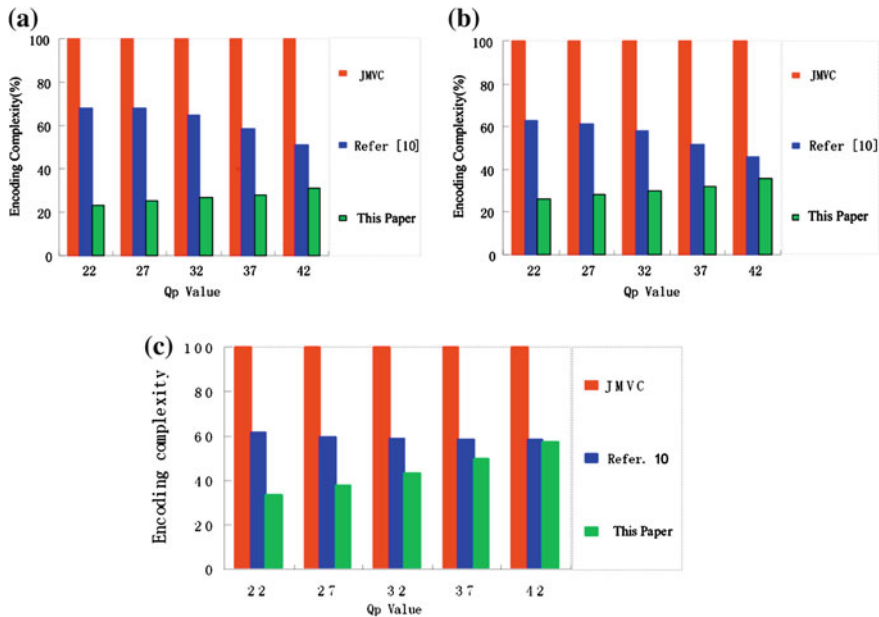 (a)
100
80
60
40
20
0
Encoding Complexity(%)
22 27 32 37 42
Qp Value
JMVC
Refer [10]
This Paper
(b)
100
80
60
40
20
0
Encoding Complexity(%)
22 27 32 37 42
Qp Value
JMVC
Refer [10]
This Paper
(c)
100
80
60
40
20
0
Encoding complexity
22 27 32 37 42
Qp Value
JMVC
Refer. 10
This Paper